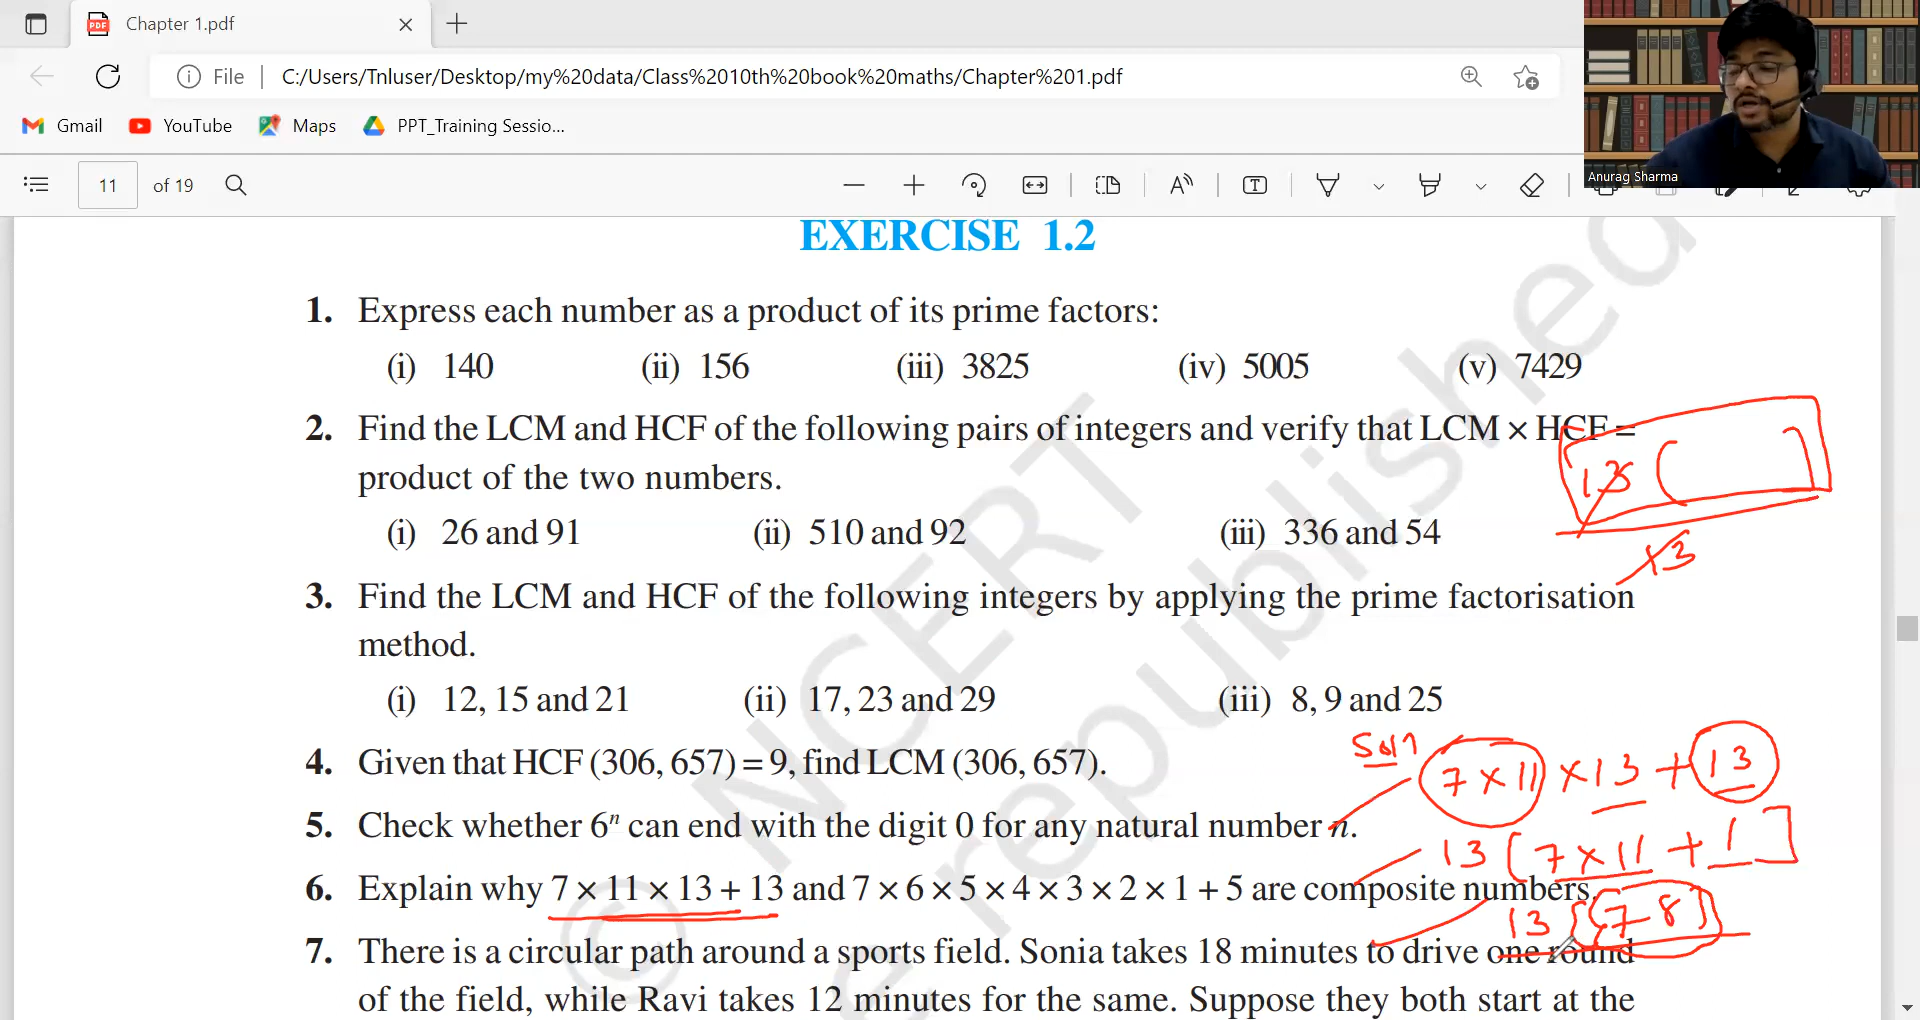 Chapter 1.pdf
File
C:/Users/Tnluser/Desktop/my%20data/Class%2010th%20book%20maths/Chapter%201.pdf
Gmail
YouTube
Maps
PPT_Training Sessio...
11
of 19
Anurag Sharma
EXERCISE 1.2
1. Express each number as a product of its prime factors:
(i) 140 (ii) 156 (iii) 3825 (iv) 5005 (v) 7429
2. Find the LCM and HCF of the following pairs of integers and verify that LCM × HCF =
product of the two numbers.
(i) 26 and 91 (ii) 510 and 92 (iii) 336 and 54
13 ( ]
13
3. Find the LCM and HCF of the following integers by applying the prime factorisation
method.
(i) 12, 15 and 21 (ii) 17, 23 and 29 (iii) 8, 9 and 25
4. Given that HCF (306, 657) = 9, find LCM (306, 657).
Soln 7 × 11 × 13 + 13
5. Check whether 6ⁿ can end with the digit 0 for any natural number n.
13 [ 7 × 11 + 1 ]
6. Explain why 7 × 11 × 13 + 13 and 7 × 6 × 5 × 4 × 3 × 2 × 1 + 5 are composite numbers.
13 [ 7 8 ]
7. There is a circular path around a sports field. Sonia takes 18 minutes to drive one round
of the field, while Ravi takes 12 minutes for the same. Suppose they both start at the
© NCERT
be republished